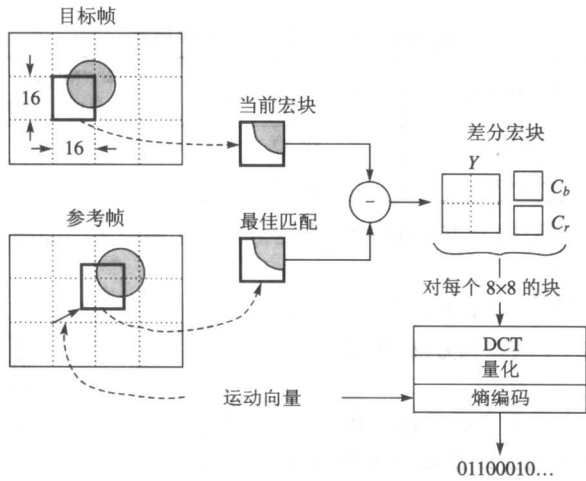 目标帧
16
16
当前宏块
参考帧
最佳匹配
−
差分宏块
Y
Cb
Cr
对每个 8×8 的块
DCT
量化
熵编码
运动向量
01100010…